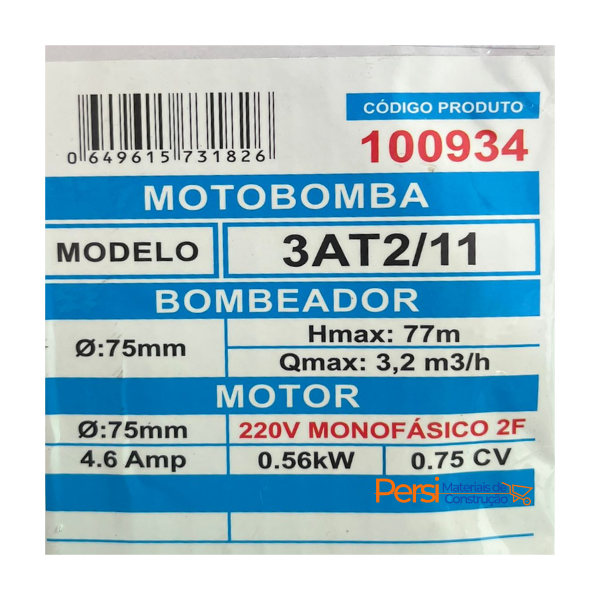 CÓDIGO PRODUTO
0 649615 731826
100934
MOTOBOMBA
MODELO 3AT2/11
BOMBEADOR
Ø:75mm
Hmax: 77m
Qmax: 3,2 m3/h
MOTOR
Ø:75mm 220V MONOFÁSICO 2F
4.6 Amp 0.56kW 0.75 CV
Persi Materiais de
Construção